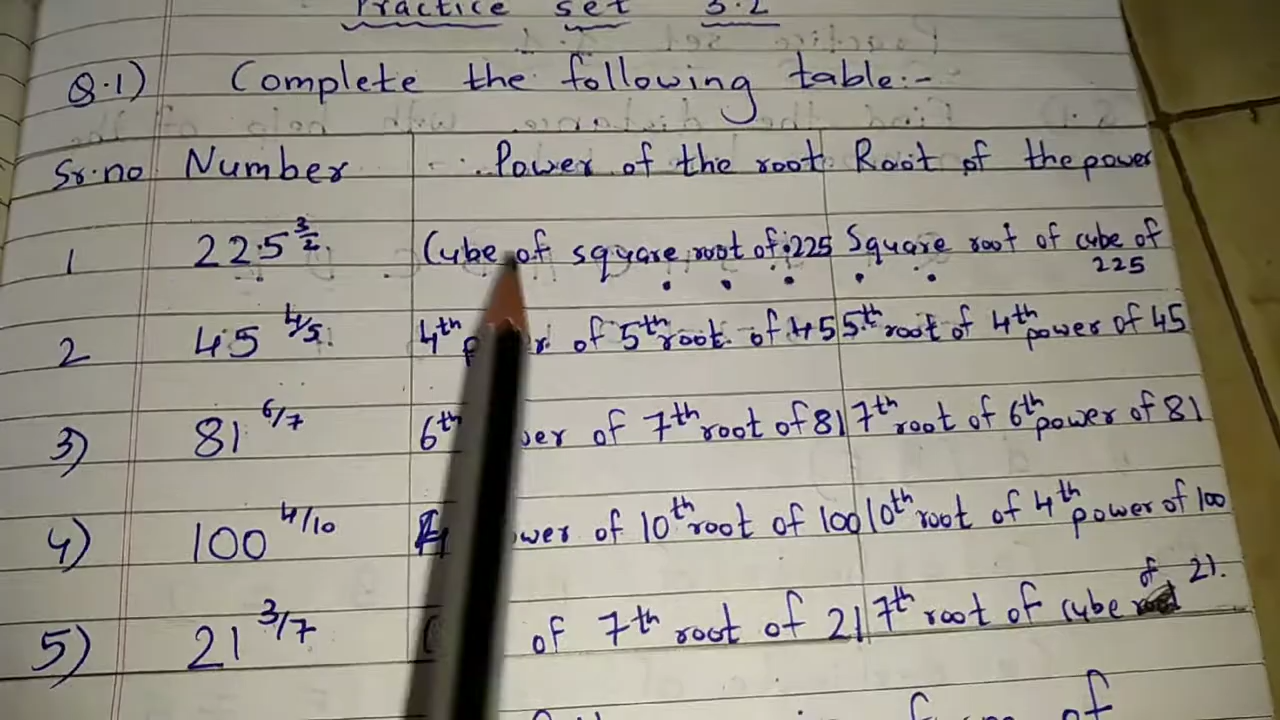 Practice set 3.2
Q.1) Complete the following table:-
Sr.no Number Power of the root Root of the power
1 225^3/2 Cube of square root of 225 Square root of cube of 225
2 45^4/5 4th of 5th root of 45 5th root of 4th power of 45
3) 81^6/7 6th of 7th root of 81 7th root of 6th power of 81
4) 100^4/10 of 10th root of 100 10th root of 4th power of 100
5) 21^3/7 of 7th root of 21 7th root of cube of 21.
of